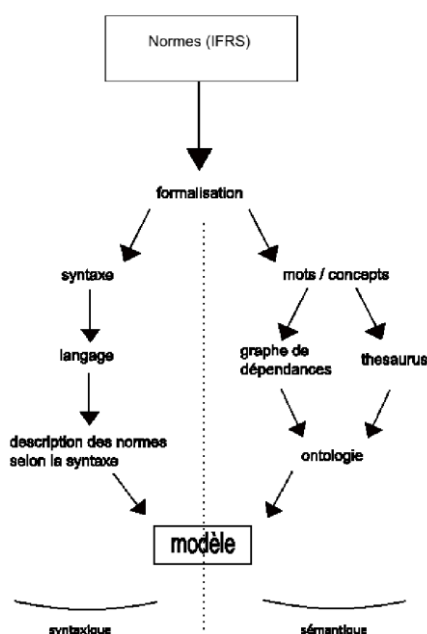 Normes (IFRS)
formalisation
syntaxe
mots / concepts
langage
graphe de
dépendances
thesaurus
description des normes
selon la syntaxe
ontologie
modèle
syntaxique
sémantique